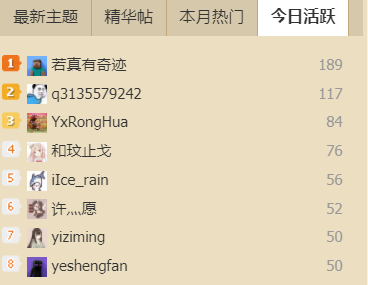 最新主题 精华帖 本月热门 今日活跃
1 若真有奇迹 189
2 q3135579242 117
3 YxRongHua 84
4 和玟止戈 76
5 iIce_rain 56
6 许灬愿 52
7 yiziming 50
8 yeshengfan 50